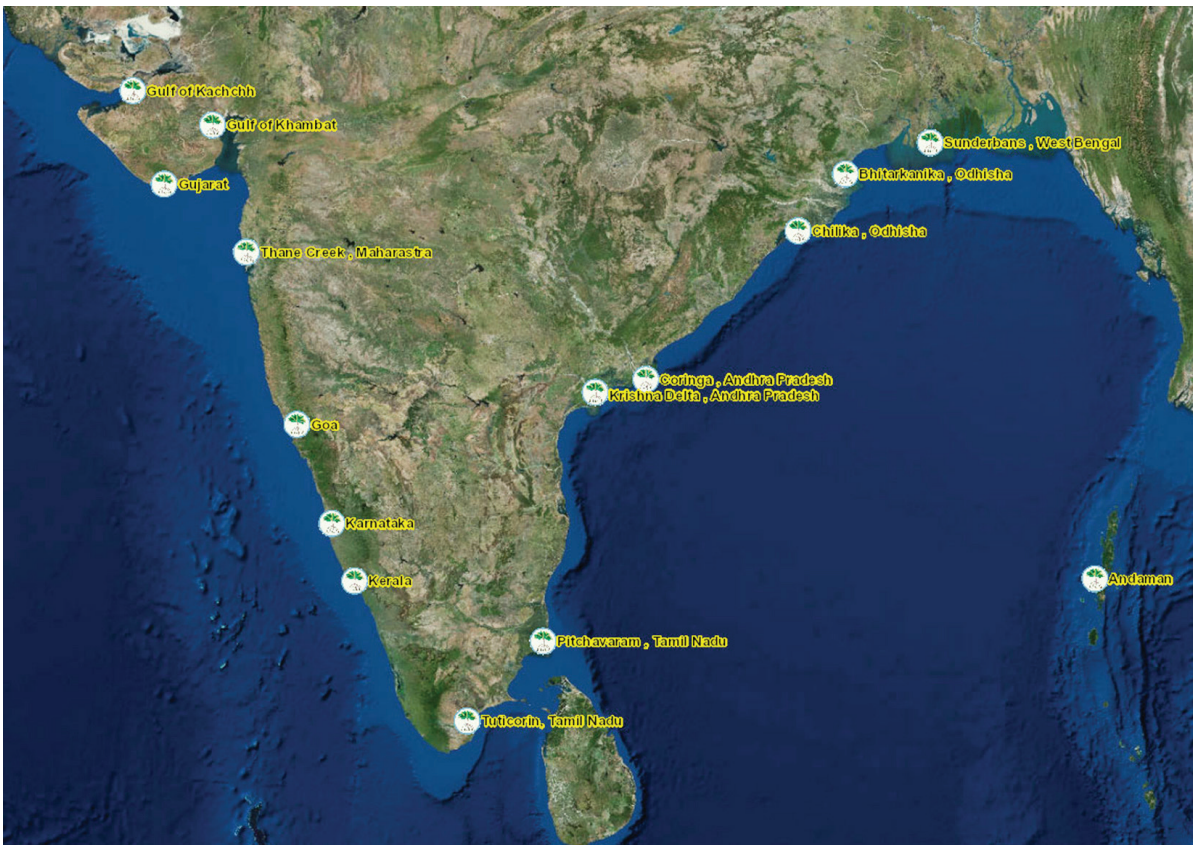 Gulf of Kachchh
Gulf of Khambat
Sunderbans , West Bengal
Bhitarkanika , Odhisha
Gujarat
Chilika , Odhisha
Thane Creek , Maharastra
Coringa , Andhra Pradesh
Krishna Delta , Andhra Pradesh
Goa
Karnataka
Andaman
Kerala
Pitchavaram , Tamil Nadu
Tuticorin, Tamil Nadu